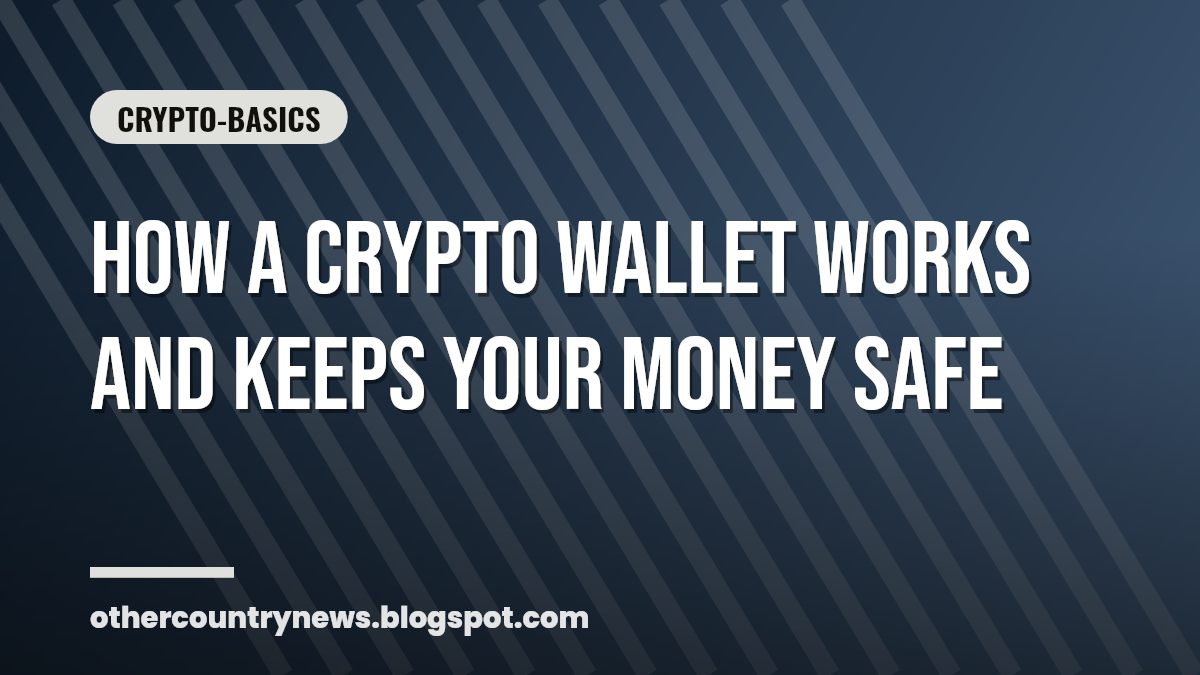 CRYPTO-BASICS
HOW A CRYPTO WALLET WORKS
AND KEEPS YOUR MONEY SAFE
othercountrynews.blogspot.com